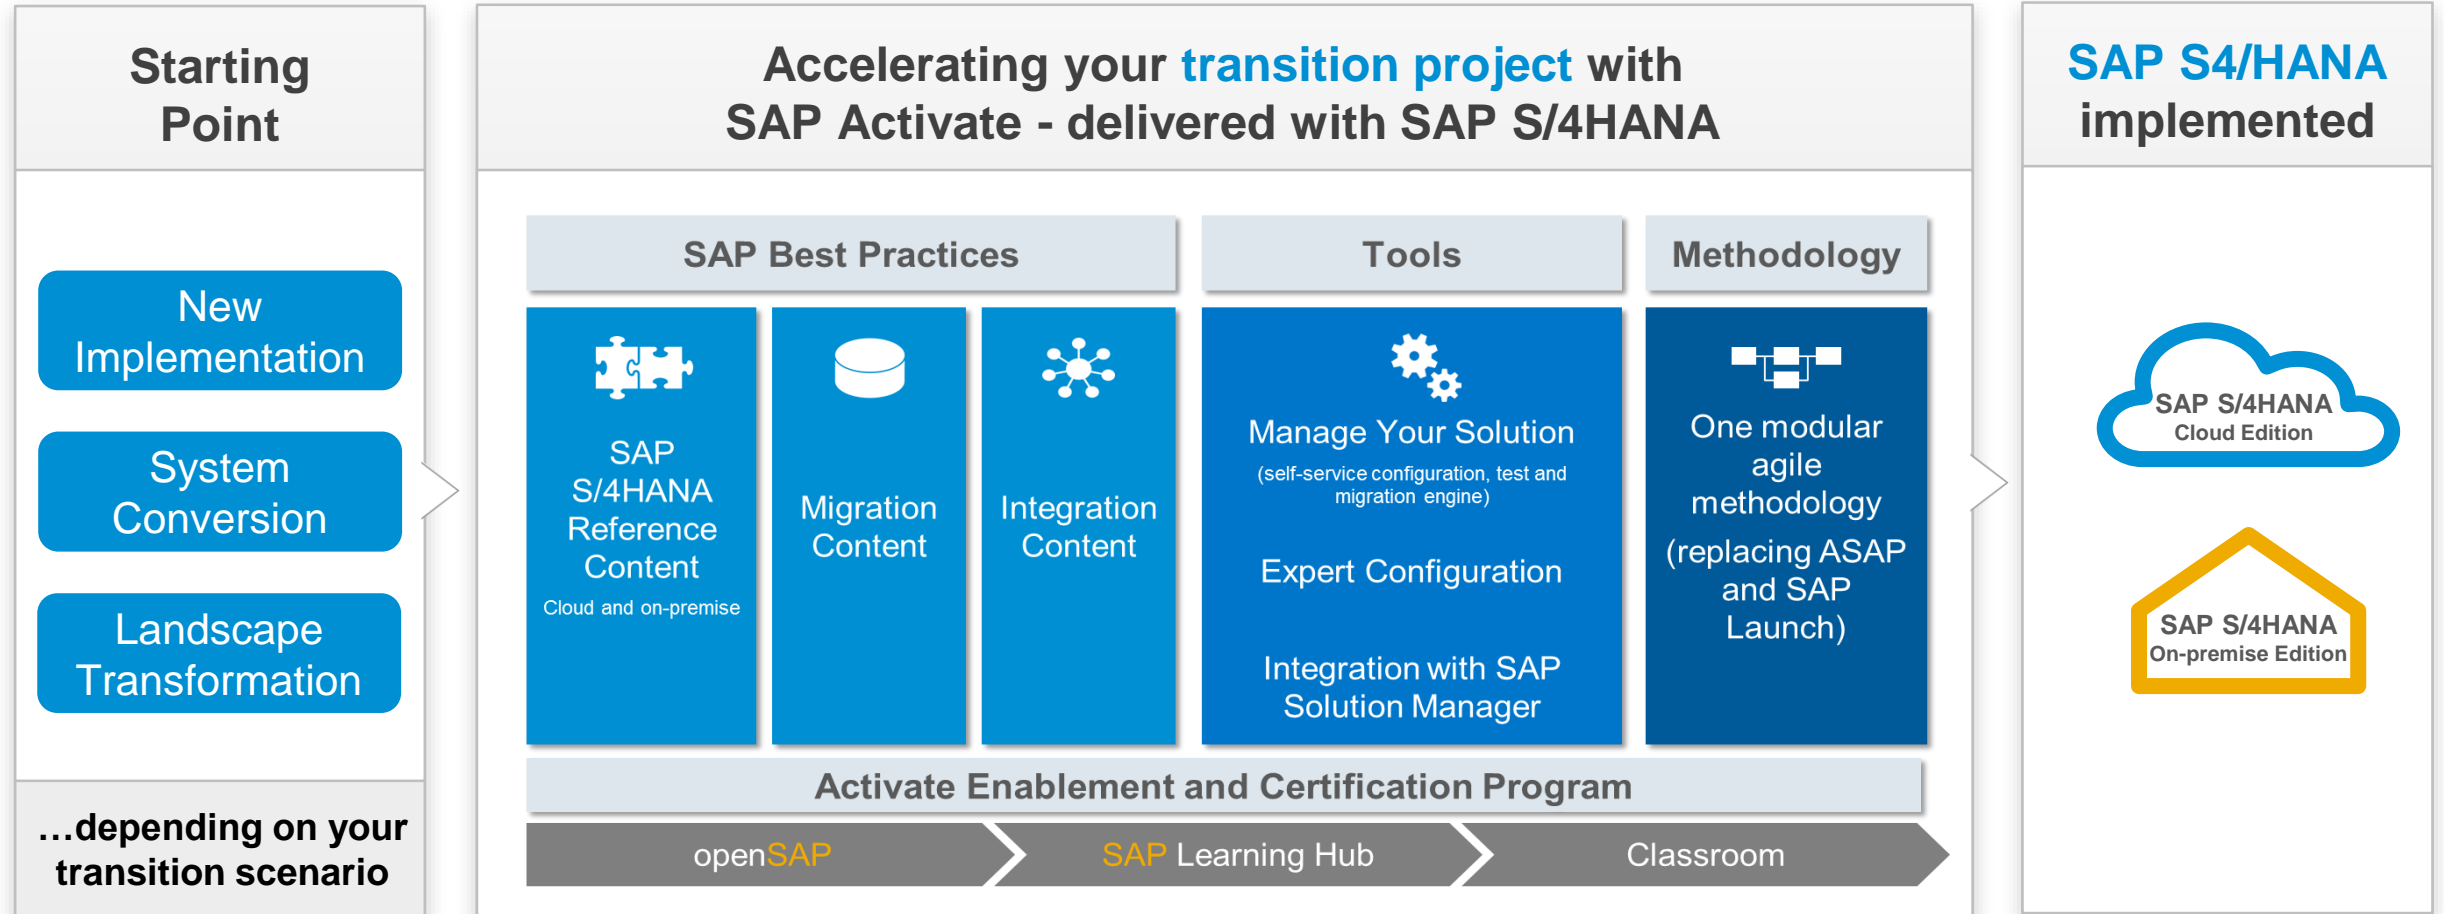 Starting
Point
New
Implementation
System
Conversion
Landscape
Transformation
…depending on your
transition scenario
Accelerating your transition project with
SAP Activate - delivered with SAP S/4HANA
SAP Best Practices
SAP
S/4HANA
Reference
Content
Cloud and on-premise
Migration
Content
Integration
Content
Tools
Manage Your Solution
(self-service configuration, test and
migration engine)
Expert Configuration
Integration with SAP
Solution Manager
Methodology
One modular
agile
methodology
(replacing ASAP
and SAP
Launch)
Activate Enablement and Certification Program
openSAP
SAP Learning Hub
Classroom
SAP S4/HANA
implemented
SAP S/4HANA
Cloud Edition
SAP S/4HANA
On-premise Edition